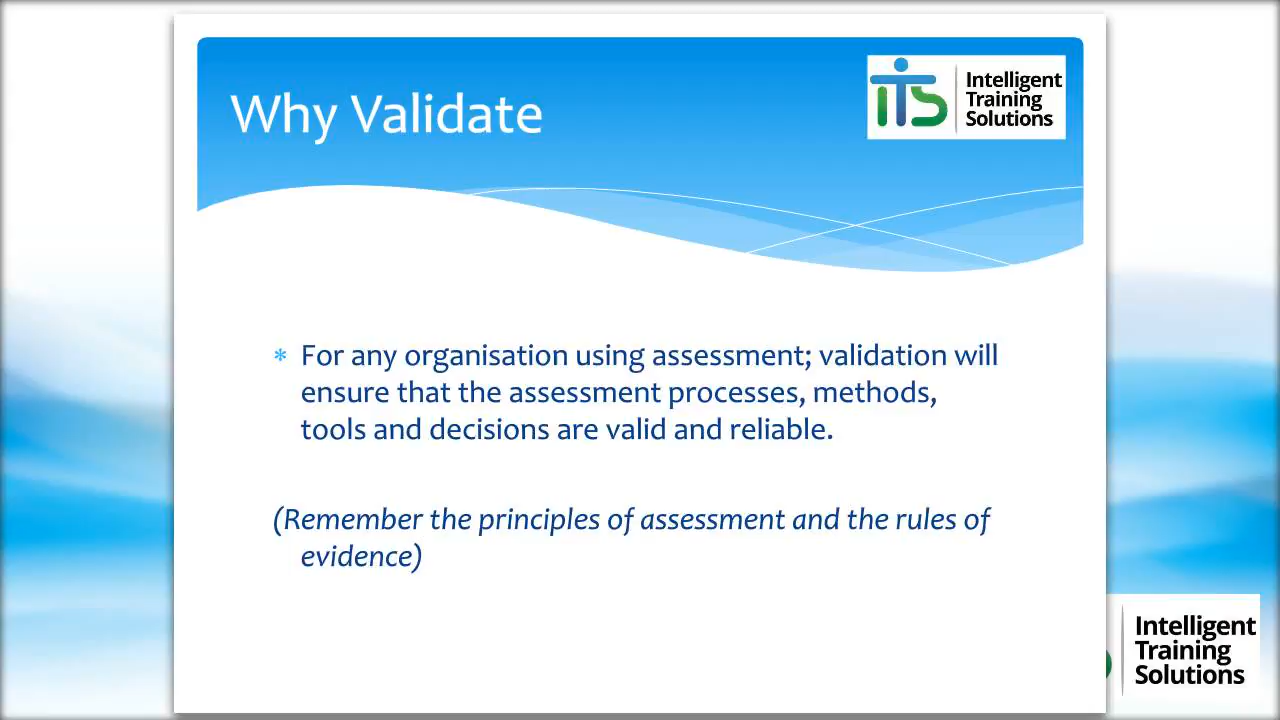 Why Validate
ITS
Intelligent
Training
Solutions
* For any organisation using assessment; validation will
ensure that the assessment processes, methods,
tools and decisions are valid and reliable.
(Remember the principles of assessment and the rules of
evidence)
Intelligent
Training
Solutions